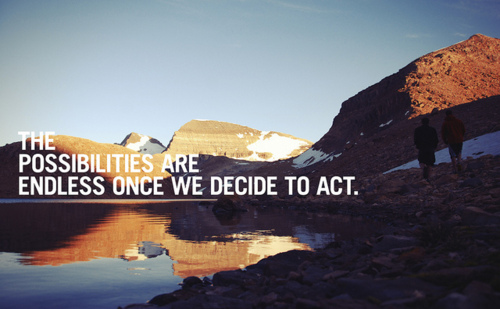 THE
POSSIBILITIES ARE
ENDLESS ONCE WE DECIDE TO ACT.